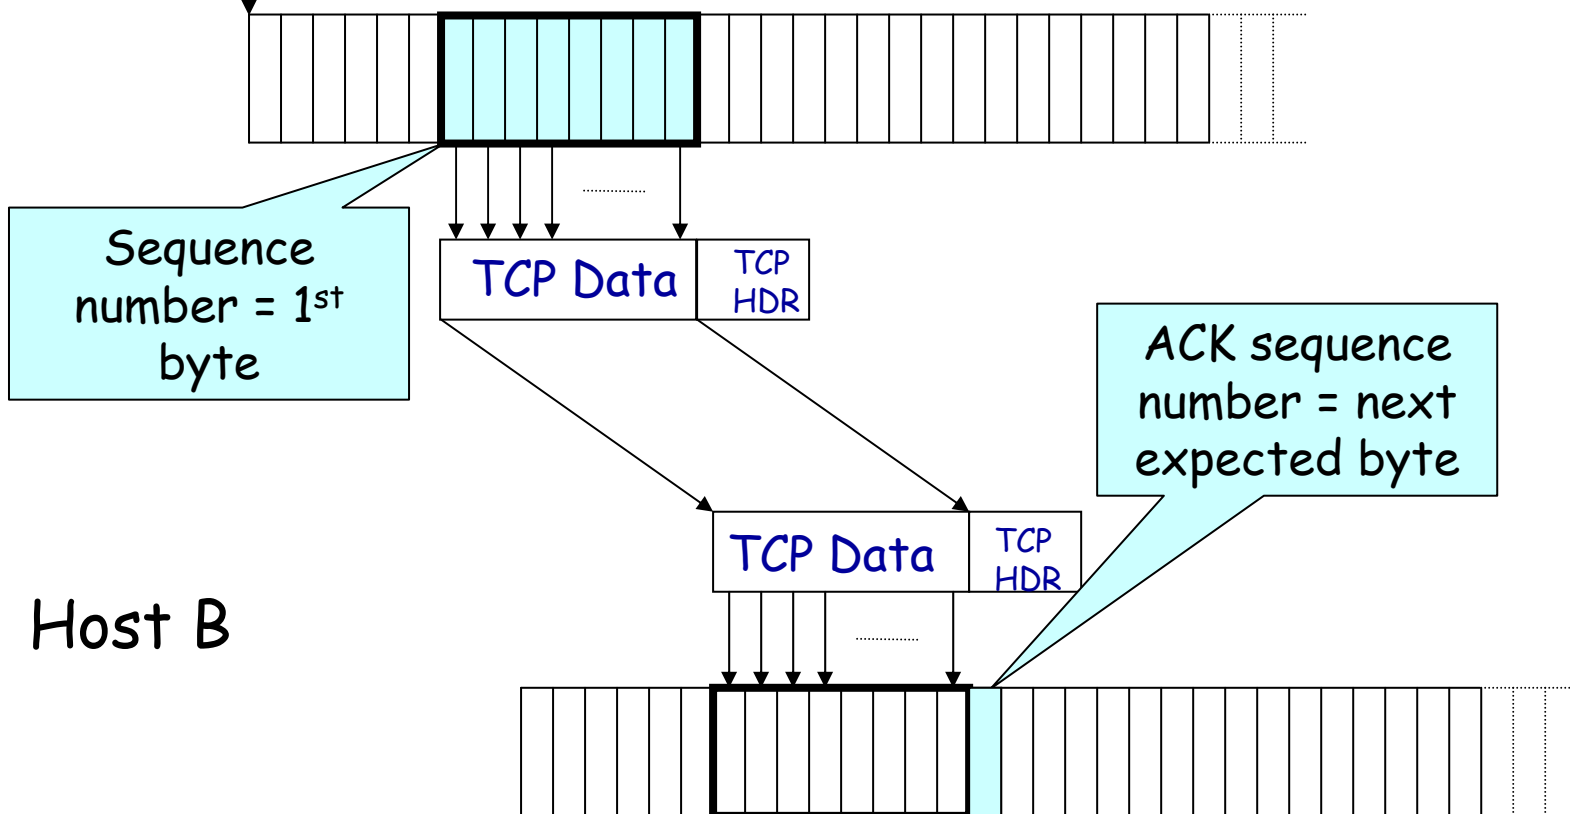 Sequence
number = 1st
byte
TCP Data
TCP
HDR
ACK sequence
number = next
expected byte
TCP Data
TCP
HDR
Host B